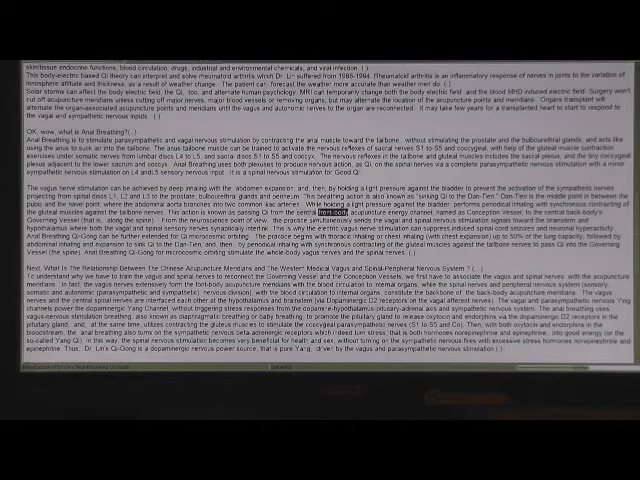 skin/tissue endocrine functions, blood circulation, drugs, industrial and environmental chemicals, and viral infection. (.)
This body-electric based Qi theory can interpret and solve rheumatoid arthritis which Dr. Lin suffered from 1986-1994. Rheumatoid arthritis is an inflammatory response of nerves in joints to the variation of
ionosphere altitude and thickness, as a result of weather change. The patient can forecast the weather more accurate than weather men do. (.)
Solar storms can affect the body electric field, the Qi, too, and alternate human psychology. MRI can temporary change both the body electric field and the blood MHD induced electric field. Surgery won't
cut off acupuncture meridians unless cutting off major nerves, major blood vessels or removing organs, but may alternate the location of the acupuncture points and meridians. Organs transplant will
alternate the organ-associated acupuncture points and meridians until the vagus and autonomic nerves to the organ are reconnected. It may take few years for a transplanted heart to start to respond to
the vagal and sympathetic nervous inputs (.)
OK, wow, what is Anal Breathing?(..)
Anal Breathing is to stimulate parasympathetic and vagal nervous stimulation by contracting the anal muscle toward the tailbone, without stimulating the prostate and the bulbourethral glands; and acts like
using the anus to suck air into the tailbone. The anus-tailbone muscle can be trained to activate the nervous reflexes of sacral nerves S1 to S5 and coccygeal, with help of the gluteal muscle contraction
exercises under somatic nerves from lumbar discs L4 to L5, and sacral discs S1 to S5 and coccyx. The nervous reflexes in the tailbone and gluteal muscles includes the sacral plexus, and the tiny coccygeal
plexus adjacent to the lower sacrum and coccyx. Anal Breathing uses both plexuses to produce nervous action, as Qi, on the spinal nerves via a complete parasympathetic nervous stimulation with a minor
sympathetic nervous stimulation on L4 and L5 sensory nervous input. It is a spinal nervous stimulation for Good Qi!
The vagus nerve stimulation can be achieved by deep inhaling with the abdomen expansion, and, then, by holding a light pressure against the bladder to prevent the activation of the sympathetic nerves
projecting from spinal discs L1, L2 and L3 to the prostate, bulbourethral glands and perineum. This breathing action is also known as "sinking Qi to the Dan-Tien." Dan-Tien is the middle point in between the
pubis and the navel point, where the abdominal aorta branches into two common iliac arteries. While holding a light pressure against the bladder, performs periodical inhaling with synchronous contracting of
the gluteal muscles against the tailbone nerves. This action is known as passing Qi from the central front-body acupuncture energy channel, named as Conception Vessel, to the central back-body's
Governing Vessel (that is, along the spine). From the neuroscience point of view, the practice simultaneously sends the vagal and spinal nervous stimulation signals toward the brainstem and
hypothalamus where both the vagal and spinal sensory nerves synaptically interlink. This is why the electric vagus nerve stimulation can suppress induced spinal cord seizures and neuronal hyperactivity.
Anal Breathing Qi-Gong can be further extended for Qi microcosmic orbiting. The practice begins with thoracic inhaling or chest inhaling (with chest expansion) up to 50% of the lung capacity, followed by
abdominal inhaling and expansion to sink Qi to the Dan-Tien, and, then, by periodical inhaling with synchronous contracting of the gluteal muscles against the tailbone nerves to pass Qi into the Governing
Vessel (the spine). Anal Breathing Qi-Gong for microcosmic orbiting stimulate the whole-body vagus nerves and the spinal nerves. (.)
Next, What Is The Relationship Between The Chinese Acupuncture Meridians and The Western Medical Vagus and Spinal-Peripheral Nervous System ? (...)
To understand why we have to train the vagus and spinal nervous system for the acupuncture energy channels of the Conception and the Governing Vessels, we first have to associate the vagus and spinal nerves with the acupuncture
meridians. In fact, the vagus nerves extensively form the font-body acupuncture meridians with the blood circulation to internal organs, while the spinal nerves and peripheral nervous system (sensory,
somatic and autonomic (parasympathetic and sympathetic) nervous division), with the blood circulation to internal organs, constitute the backbone of the back-body acupuncture meridians. The vagus
nerves and the central spinal nerves are interfaced each other at the hypothalamus and brainstem (via Dopaminergic D2 receptors on the vagal afferent nerves). The vagal and parasympathetic nervous Ying
channels power the dopaminergic Yang Channel, without triggering stress responses from the dopamine-hypothalamus-pituitary-adrenal axis and sympathetic nervous system. The anal breathing uses
vagus-nervous stimulation breathing, also known as diaphragmatic breathing or baby breathing, to promote the pituitary gland to release oxytocin and endorphins via the dopaminergic D2 receptors in the
pituitary gland, and, at the same time, utilizes contracting the gluteus muscles to stimulate the coccygeal parasympathetic nerves (S1 to S5 and Co). Then, with both oxytocin and endorphins in the
bloodstream, the anal breathing also turns on the sympathetic nervous beta-adrenergic receptors which indeed turn stress, that is both hormones norepinephrine and epinephrine, into good energy (or the
so-called Yang Qi). In this way, the spinal nervous stimulation becomes very beneficial for health and sex, without turning on the sympathetic nervous fires with excessive stress hormones norepinephrine and
epinephrine. Thus, Dr. Lin's Qi-Gong is a dopaminergic nervous power source, that is pure Yang, driven by the vagus and parasympathetic nervous stimulation (.)